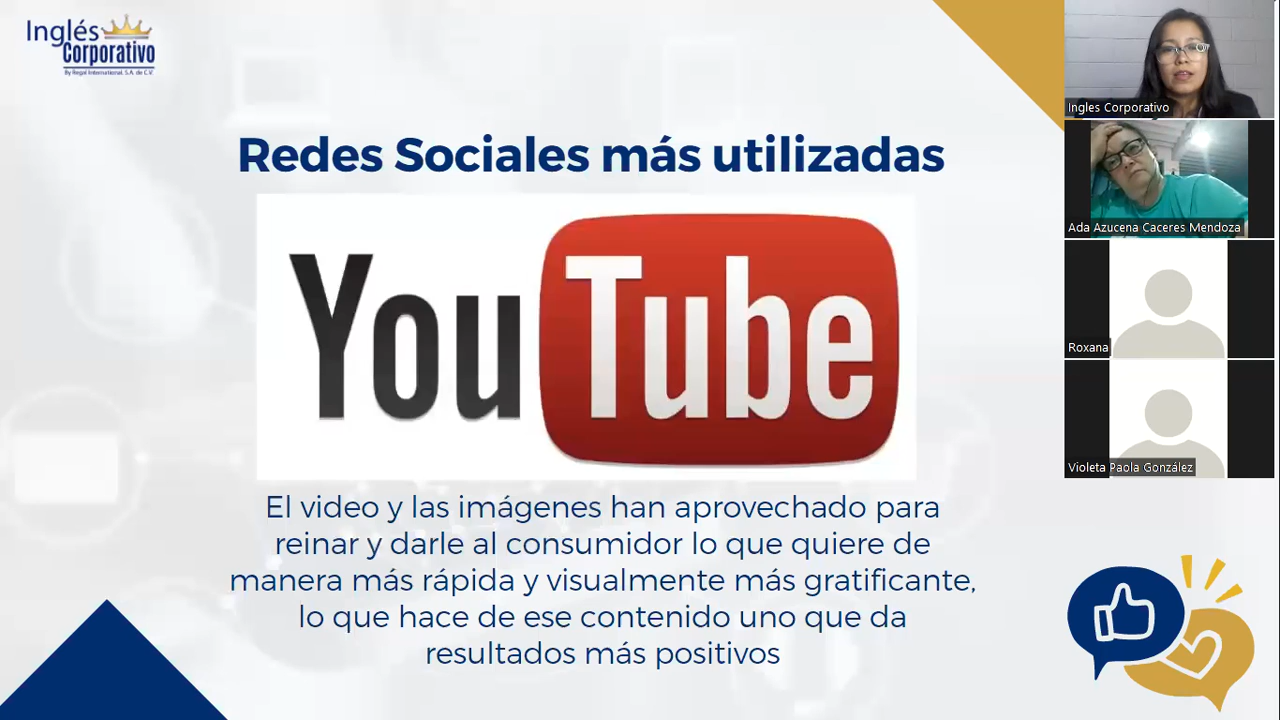 Inglés
Corporativo
By Regal International, S.A. de C.V.
Redes Sociales más utilizadas
YouTube
El video y las imágenes han aprovechado para
reinar y darle al consumidor lo que quiere de
manera más rápida y visualmente más gratificante,
lo que hace de ese contenido uno que da
resultados más positivos
Ingles Corporativo
Ada Azucena Caceres Mendoza
Roxana
Violeta Paola González